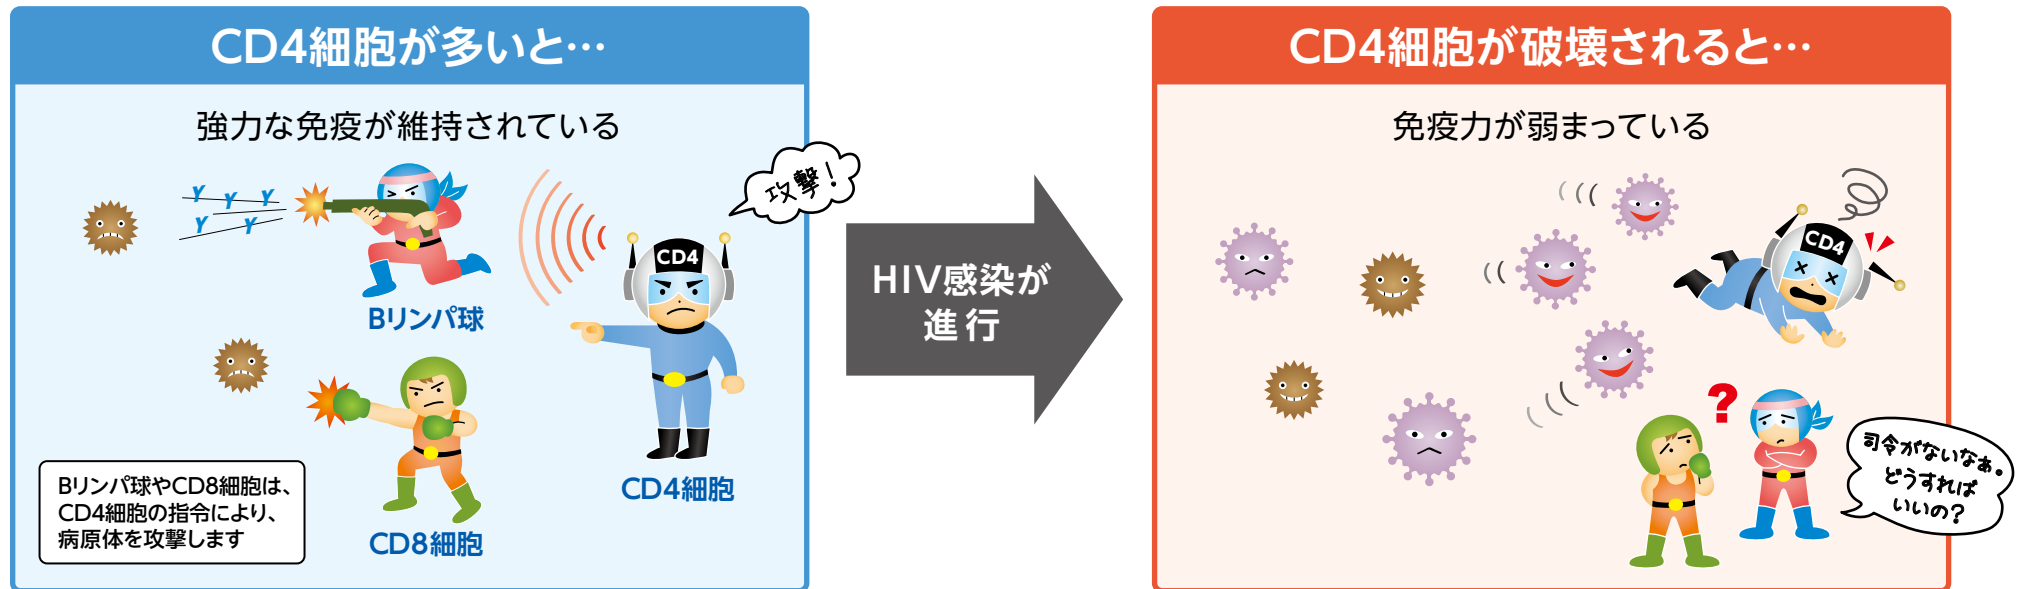 CD4細胞が多いと…
強力な免疫が維持されている
攻撃!
Y Y Y
Y Y
CD4
Bリンパ球
CD4細胞
CD8細胞
Bリンパ球やCD8細胞は、
CD4細胞の指令により、
病原体を攻撃します
HIV感染が
進行
CD4細胞が破壊されると…
免疫力が弱まっている
CD4
?
司令がないなぁ。
どうすれば
いいの?